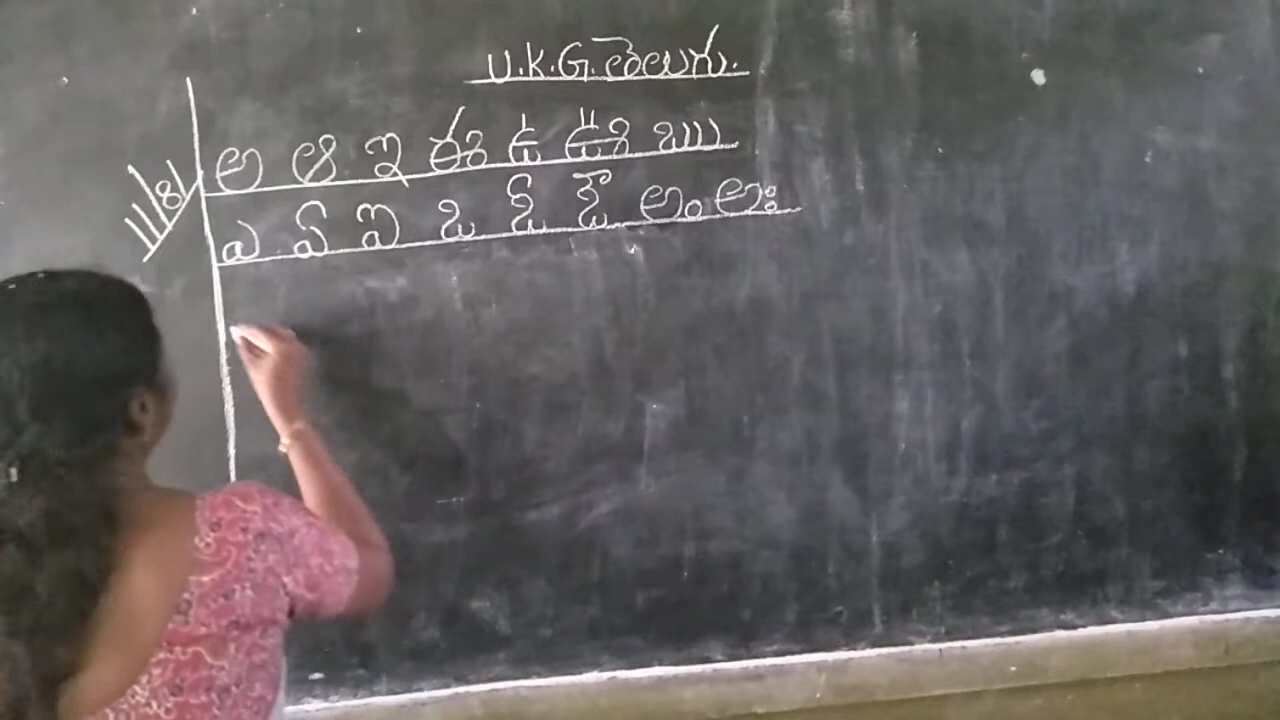 U.K.G. తెలుగు.
అ ఆ ఇ ఈ ఉ ఊ ఋ
ఎ ఏ ఐ ఒ ఓ ఔ అం అః